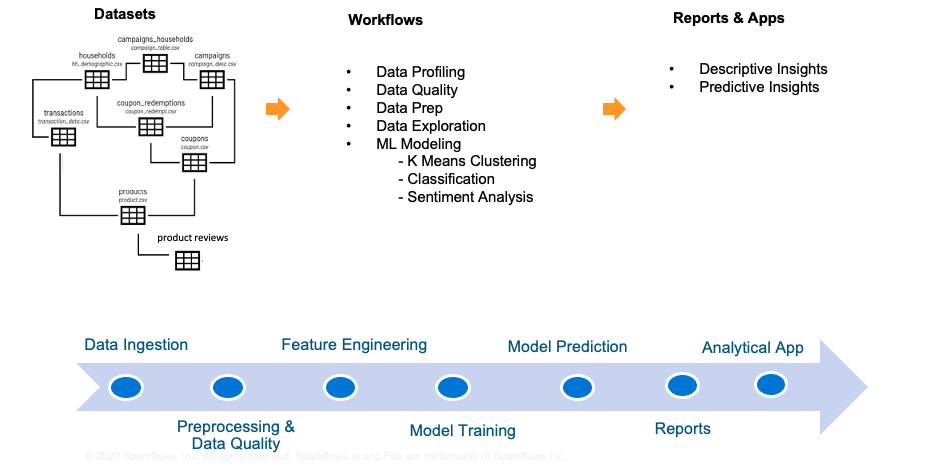 Datasets
Workflows
Reports & Apps
campaigns_households
campaign_table.csv
households
hh_demographic.csv
campaigns
campaign_desc.csv
coupon_redemptions
coupon_redempt.csv
transactions
transaction_data.csv
coupons
coupon.csv
products
product.csv
product reviews
• Data Profiling
• Data Quality
• Data Prep
• Data Exploration
• ML Modeling
- K Means Clustering
- Classification
- Sentiment Analysis
• Descriptive Insights
• Predictive Insights
Data Ingestion
Feature Engineering
Model Prediction
Analytical App
Preprocessing &
Data Quality
Model Training
Reports
© 2022 Sparkflows, Inc. All rights reserved. Sparkflows.io and Fire are trademarks of Sparkflows Inc.